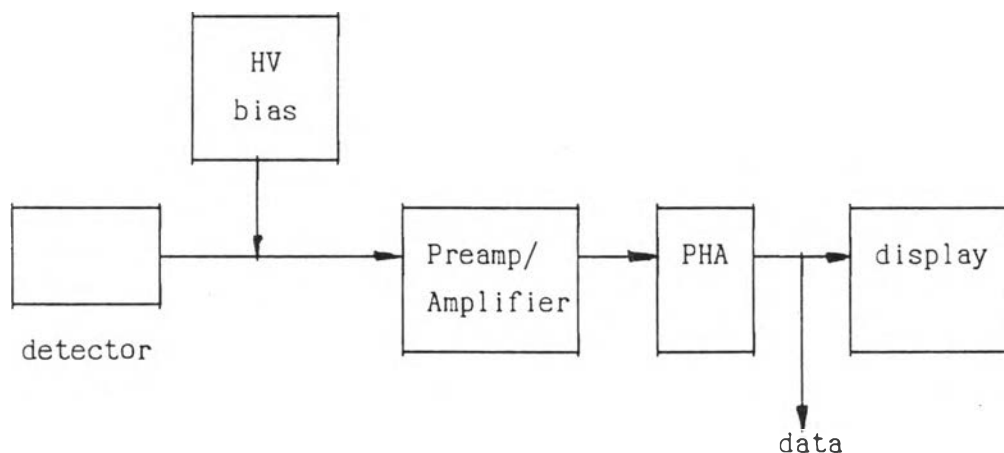 HV
bias
detector
Preamp/
Amplifier
PHA
display
data